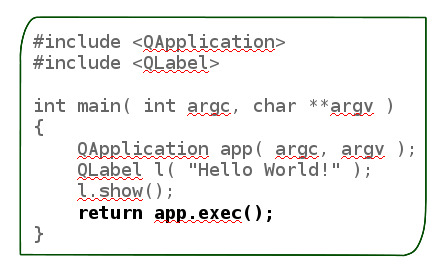 #include <QApplication>
#include <QLabel>
int main( int argc, char **argv )
{
QApplication app( argc, argv );
QLabel l( "Hello World!" );
l.show();
return app.exec();
}